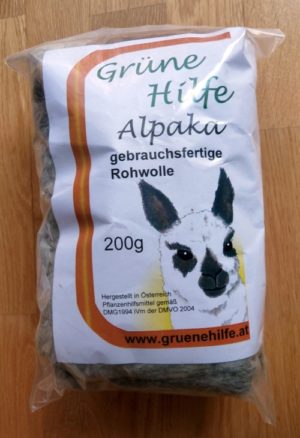 Grüne
Hilfe
Alpaka
gebrauchsfertige
Rohwolle
200g
Hergestellt in Österreich
Pflanzenhilfsmittel gemäß
DMG1994 iVm der DMVO 2004
www.gruenehilfe.at